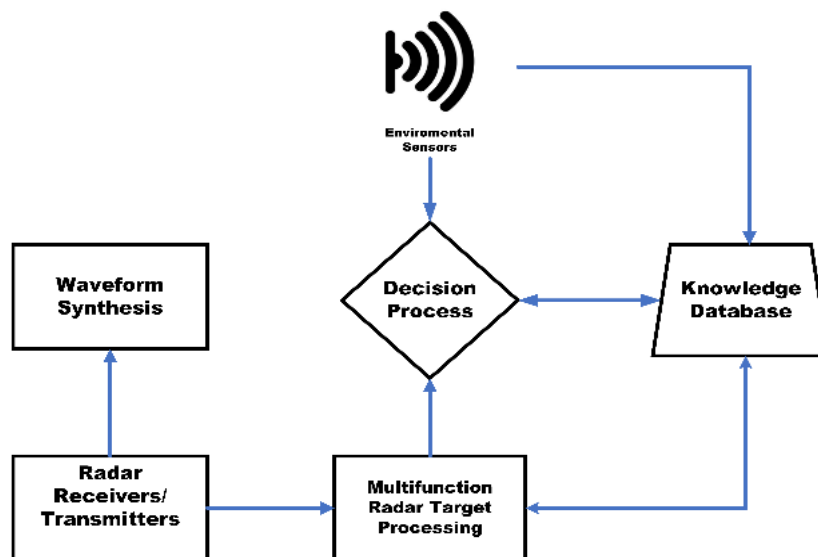 Enviromental
Sensors
Waveform
Synthesis
Decision
Process
Knowledge
Database
Radar
Receivers/
Transmitters
Multifunction
Radar Target
Processing